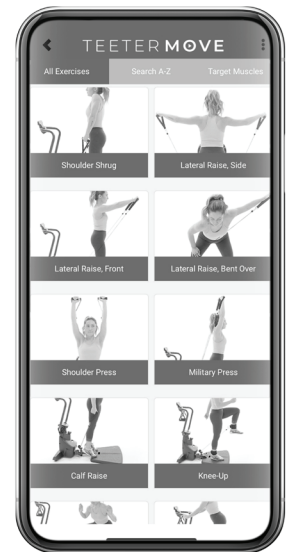 TEETER MOVE
All Exercises Search A-Z Target Muscles
Shoulder Shrug Lateral Raise, Side
Lateral Raise, Front Lateral Raise, Bent Over
Shoulder Press Military Press
Calf Raise Knee-Up